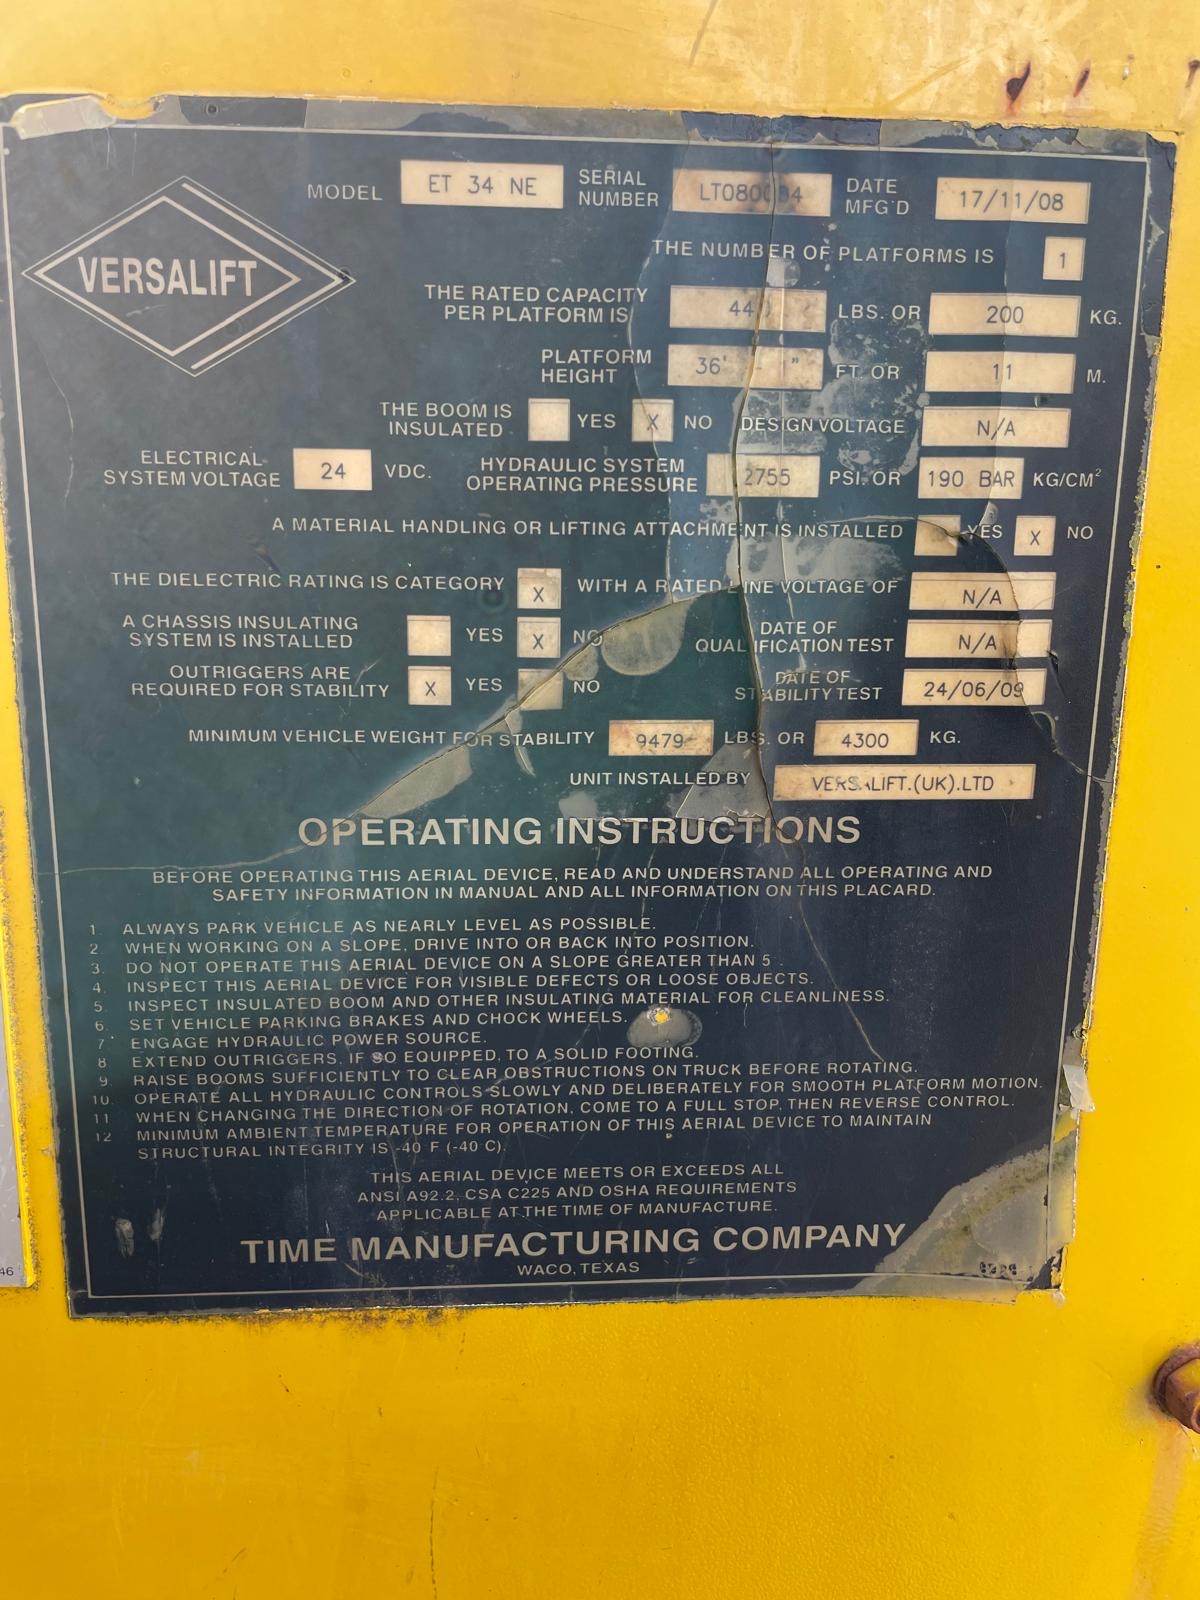 VERSALIFT
MODEL ET 34 NE SERIAL NUMBER DATE MFG'D 17/11/08
THE NUMBER OF PLATFORMS IS 1
THE RATED CAPACITY PER PLATFORM IS LBS. OR 200 KG.
PLATFORM HEIGHT 36' FT. OR 11 M.
THE BOOM IS INSULATED YES X NO DESIGN VOLTAGE N/A
ELECTRICAL SYSTEM VOLTAGE 24 VDC. HYDRAULIC SYSTEM OPERATING PRESSURE 2755 PSI. OR 190 BAR KG/CM²
A MATERIAL HANDLING OR LIFTING ATTACHMENT IS INSTALLED YES X NO
THE DIELECTRIC RATING IS CATEGORY X WITH A RATED LINE VOLTAGE OF N/A
A CHASSIS INSULATING SYSTEM IS INSTALLED YES X NO DATE OF QUALIFICATION TEST N/A
OUTRIGGERS ARE REQUIRED FOR STABILITY X YES NO DATE OF STABILITY TEST 24/06/09
MINIMUM VEHICLE WEIGHT FOR STABILITY 9479 LBS. OR 4300 KG.
UNIT INSTALLED BY VERSALIFT.(UK).LTD
OPERATING INSTRUCTIONS
BEFORE OPERATING THIS AERIAL DEVICE, READ AND UNDERSTAND ALL OPERATING AND
SAFETY INFORMATION IN MANUAL AND ALL INFORMATION ON THIS PLACARD.
1. ALWAYS PARK VEHICLE AS NEARLY LEVEL AS POSSIBLE.
2. WHEN WORKING ON A SLOPE, DRIVE INTO OR BACK INTO POSITION.
3. DO NOT OPERATE THIS AERIAL DEVICE ON A SLOPE GREATER THAN 5°.
4. INSPECT THIS AERIAL DEVICE FOR VISIBLE DEFECTS OR LOOSE OBJECTS.
5. INSPECT INSULATED BOOM AND OTHER INSULATING MATERIAL FOR CLEANLINESS.
6. SET VEHICLE PARKING BRAKES AND CHOCK WHEELS.
7. ENGAGE HYDRAULIC POWER SOURCE.
8. EXTEND OUTRIGGERS, IF SO EQUIPPED, TO A SOLID FOOTING.
9. RAISE BOOMS SUFFICIENTLY TO CLEAR OBSTRUCTIONS ON TRUCK BEFORE ROTATING.
10. OPERATE ALL HYDRAULIC CONTROLS SLOWLY AND DELIBERATELY FOR SMOOTH PLATFORM MOTION.
11. WHEN CHANGING THE DIRECTION OF ROTATION, COME TO A FULL STOP, THEN REVERSE CONTROL.
12. MINIMUM AMBIENT TEMPERATURE FOR OPERATION OF THIS AERIAL DEVICE TO MAINTAIN
STRUCTURAL INTEGRITY IS -40°F (-40°C).
THIS AERIAL DEVICE MEETS OR EXCEEDS ALL
ANSI A92.2, CSA C225 AND OSHA REQUIREMENTS
APPLICABLE AT THE TIME OF MANUFACTURE.
TIME MANUFACTURING COMPANY
WACO, TEXAS
46